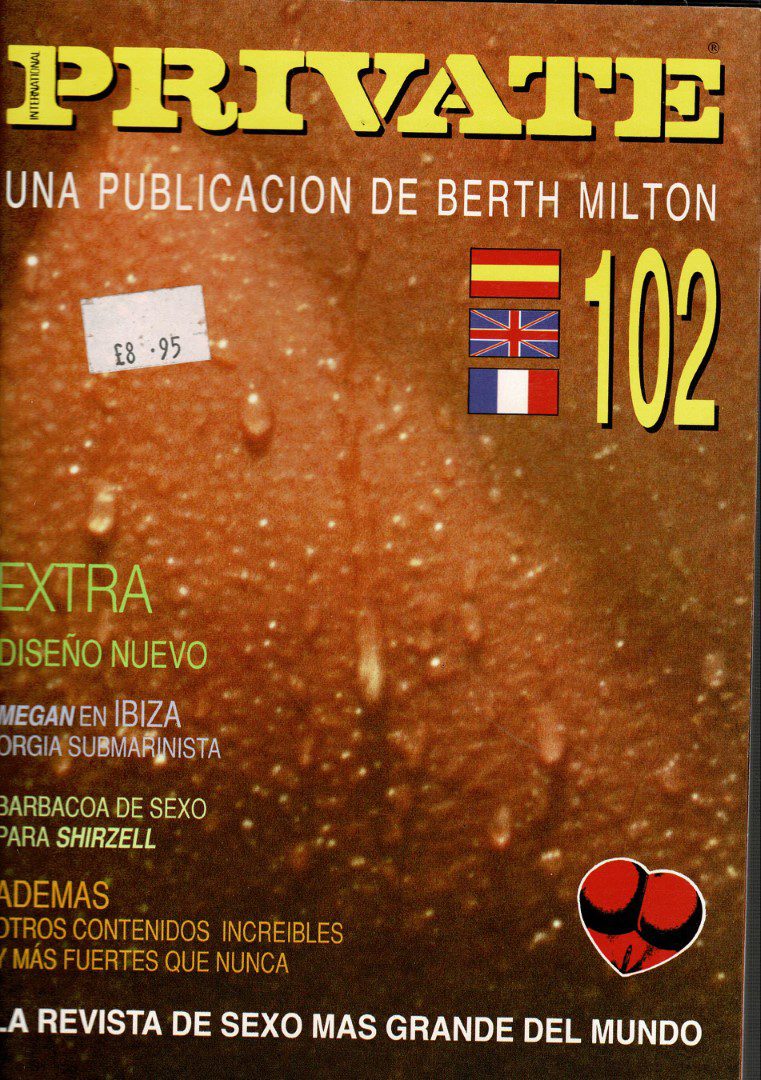 INTERNATIONAL
PRIVATE ®
UNA PUBLICACION DE BERTH MILTON
102
£8.95
EXTRA
DISEÑO NUEVO
MEGAN EN IBIZA
ORGIA SUBMARINISTA
BARBACOA DE SEXO
PARA SHIRZELL
ADEMAS
OTROS CONTENIDOS INCREIBLES
Y MÁS FUERTES QUE NUNCA
LA REVISTA DE SEXO MAS GRANDE DEL MUNDO